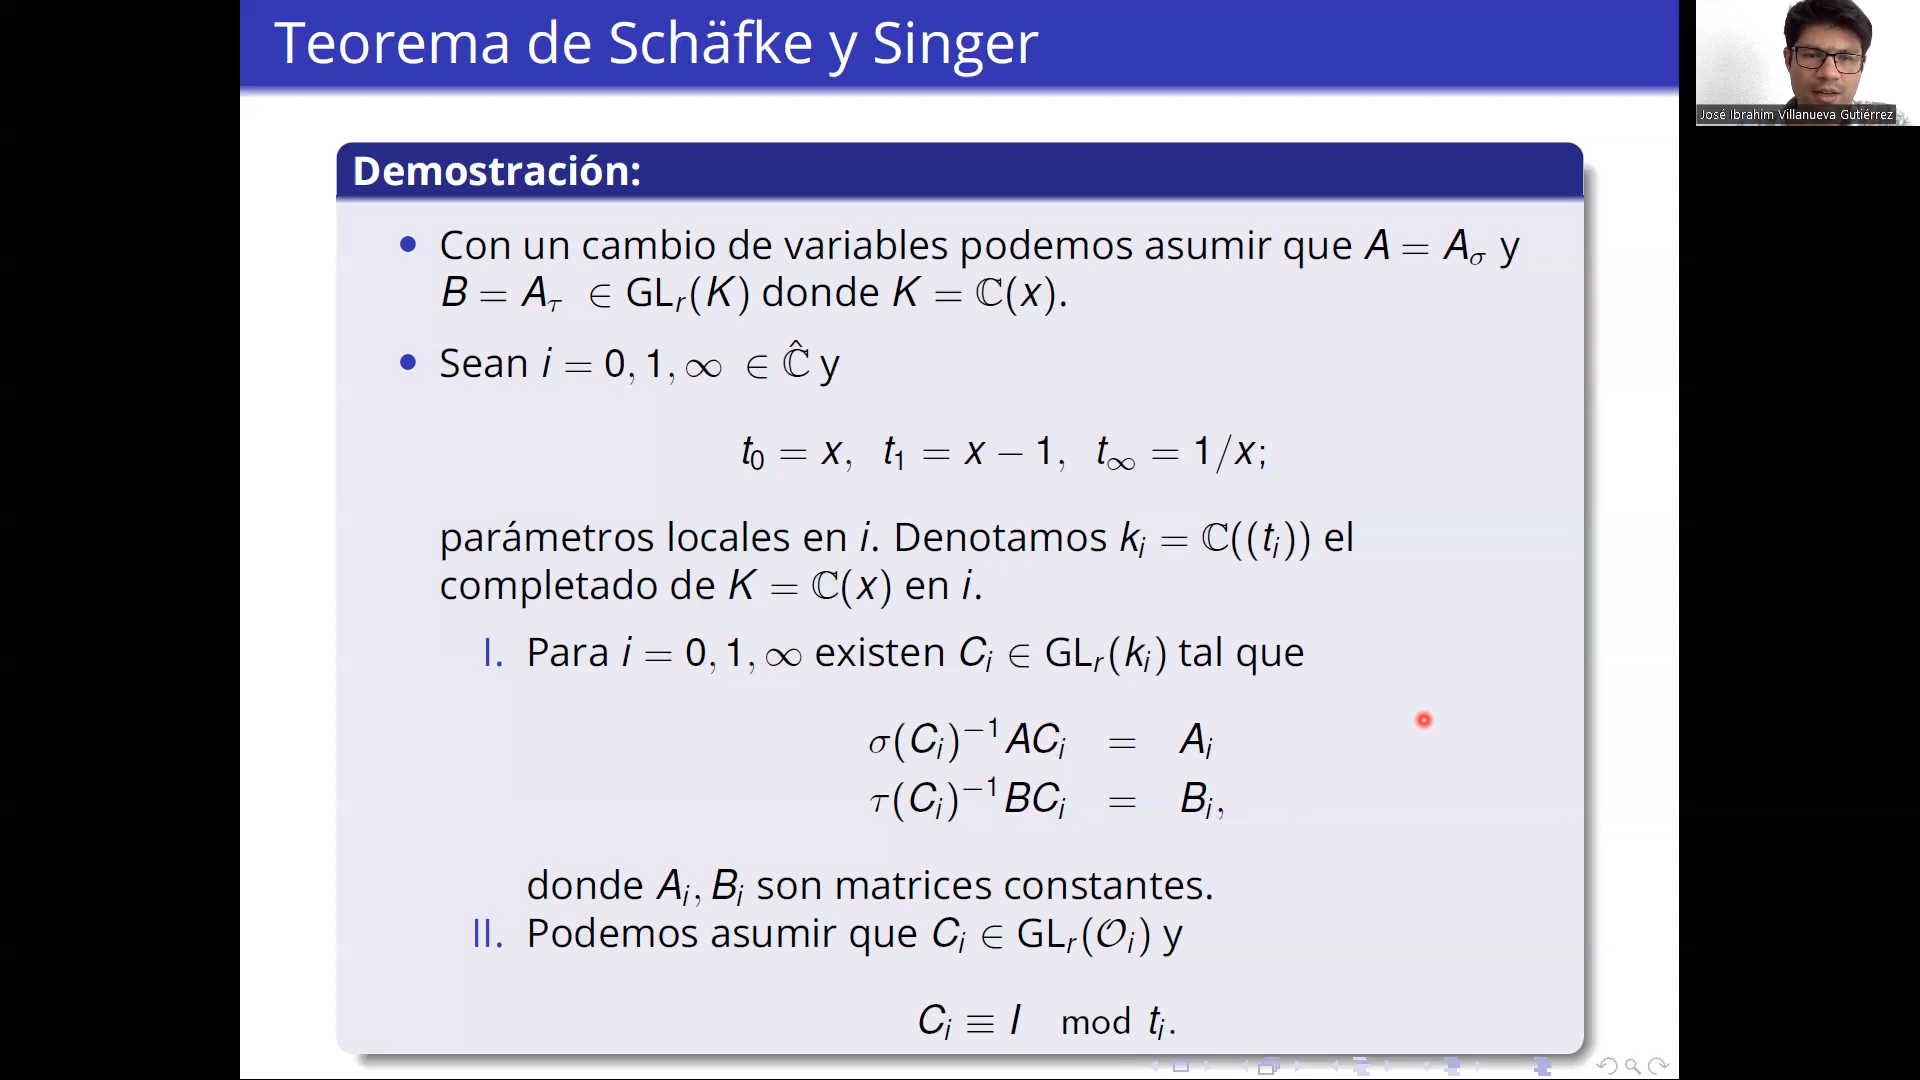 Teorema de Schäfke y Singer
José Ibrahim Villanueva Gutiérrez
Demostración:
• Con un cambio de variables podemos asumir que A = A_σ y
B = A_τ ∈ GL_r(K) donde K = ℂ(x).
• Sean i = 0, 1, ∞ ∈ ℂ̂ y
t_0 = x, t_1 = x − 1, t_∞ = 1/x;
parámetros locales en i. Denotamos k_i = ℂ((t_i)) el
completado de K = ℂ(x) en i.
I. Para i = 0, 1, ∞ existen C_i ∈ GL_r(k_i) tal que
σ(C_i)^{−1}AC_i = A_i
τ(C_i)^{−1}BC_i = B_i,
donde A_i, B_i son matrices constantes.
II. Podemos asumir que C_i ∈ GL_r(𝒪_i) y
C_i ≡ I mod t_i.